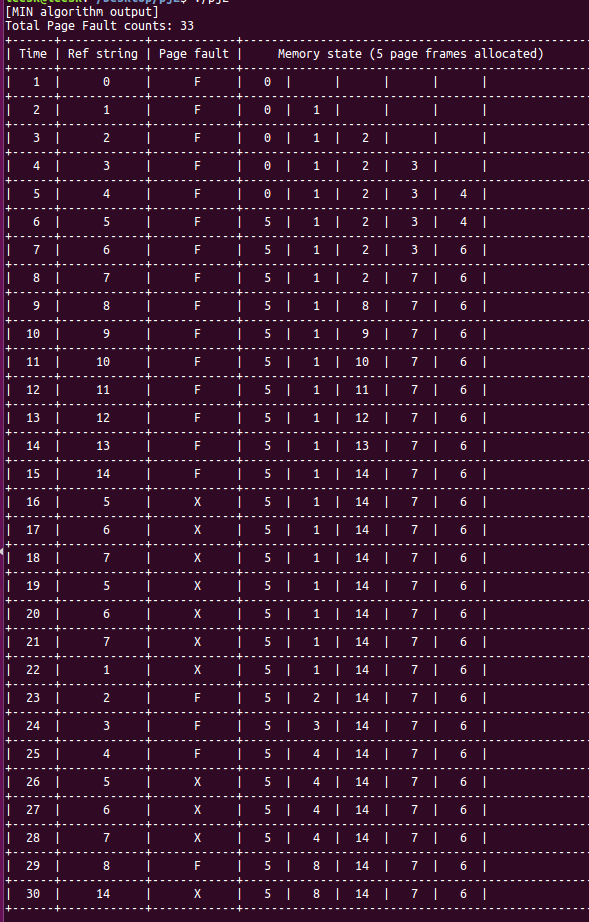 [MIN algorithm output]
Total Page Fault counts: 33
| Time | Ref string | Page fault | Memory state (5 page frames allocated)
| 1 | 0 | F | 0 | | | | |
| 2 | 1 | F | 0 | 1 | | | |
| 3 | 2 | F | 0 | 1 | 2 | | |
| 4 | 3 | F | 0 | 1 | 2 | 3 | |
| 5 | 4 | F | 0 | 1 | 2 | 3 | 4 |
| 6 | 5 | F | 5 | 1 | 2 | 3 | 4 |
| 7 | 6 | F | 5 | 1 | 2 | 3 | 6 |
| 8 | 7 | F | 5 | 1 | 2 | 7 | 6 |
| 9 | 8 | F | 5 | 1 | 8 | 7 | 6 |
| 10 | 9 | F | 5 | 1 | 9 | 7 | 6 |
| 11 | 10 | F | 5 | 1 | 10 | 7 | 6 |
| 12 | 11 | F | 5 | 1 | 11 | 7 | 6 |
| 13 | 12 | F | 5 | 1 | 12 | 7 | 6 |
| 14 | 13 | F | 5 | 1 | 13 | 7 | 6 |
| 15 | 14 | F | 5 | 1 | 14 | 7 | 6 |
| 16 | 5 | X | 5 | 1 | 14 | 7 | 6 |
| 17 | 6 | X | 5 | 1 | 14 | 7 | 6 |
| 18 | 7 | X | 5 | 1 | 14 | 7 | 6 |
| 19 | 5 | X | 5 | 1 | 14 | 7 | 6 |
| 20 | 6 | X | 5 | 1 | 14 | 7 | 6 |
| 21 | 7 | X | 5 | 1 | 14 | 7 | 6 |
| 22 | 1 | X | 5 | 1 | 14 | 7 | 6 |
| 23 | 2 | F | 5 | 2 | 14 | 7 | 6 |
| 24 | 3 | F | 5 | 3 | 14 | 7 | 6 |
| 25 | 4 | F | 5 | 4 | 14 | 7 | 6 |
| 26 | 5 | X | 5 | 4 | 14 | 7 | 6 |
| 27 | 6 | X | 5 | 4 | 14 | 7 | 6 |
| 28 | 7 | X | 5 | 4 | 14 | 7 | 6 |
| 29 | 8 | F | 5 | 8 | 14 | 7 | 6 |
| 30 | 14 | X | 5 | 8 | 14 | 7 | 6 |